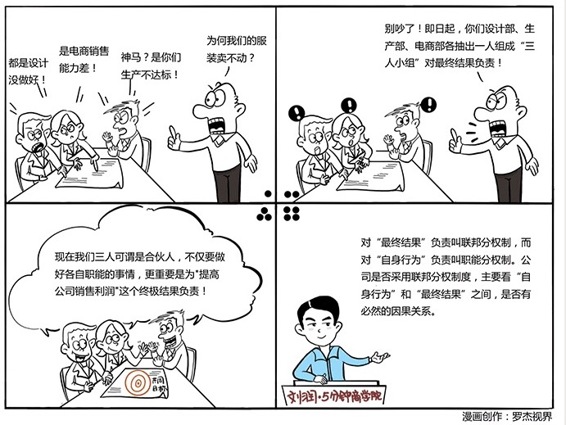 为何我们的服
装卖不动？
是电商销售
能力差！
神马？是你们
生产不达标！
都是设计
没做好！
别吵了！即日起，你们设计部、生
产部、电商部各抽出一人组成“三
人小组”对最终结果负责！
现在我们三人可谓是合伙人，不仅要做
好各自职能的事情，更重要是为"提高
公司销售利润"这个终极结果负责！
对“最终结果”负责叫联邦分权制，而
对“自身行为”负责叫职能分权制。
公司是否采用联邦分权制度，主要看“自
身行为”和“最终结果”之间，是否有
必然的因果关系。
刘润·5分钟商学院
漫画创作：罗杰视界